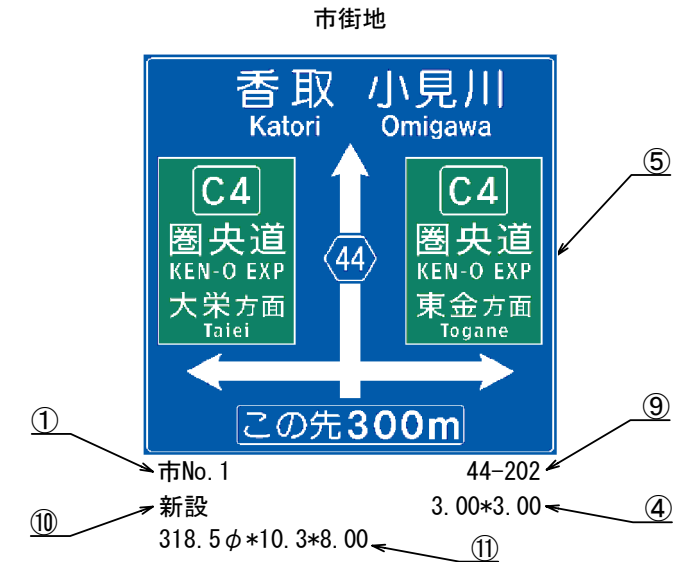 市街地
香取 小見川
Katori Omigawa
⑤
C4 C4
圏央道 44 圏央道
KEN-O EXP KEN-O EXP
大栄方面 東金方面
Taiei Togane
この先300m
① ⑨
市No.1 44-202
新設 3.00*3.00
⑩ ④
318.5φ*10.3*8.00
⑪